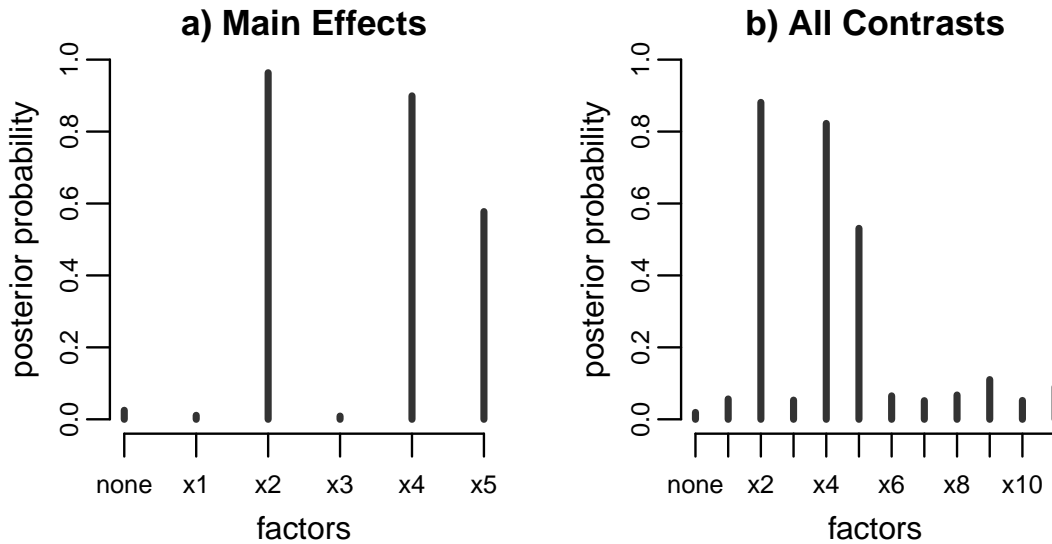 a) Main Effects
posterior probability
0.0 0.2 0.4 0.6 0.8 1.0
none x1 x2 x3 x4 x5
factors
b) All Contrasts
posterior probability
0.0 0.2 0.4 0.6 0.8 1.0
none x2 x4 x6 x8 x10
factors